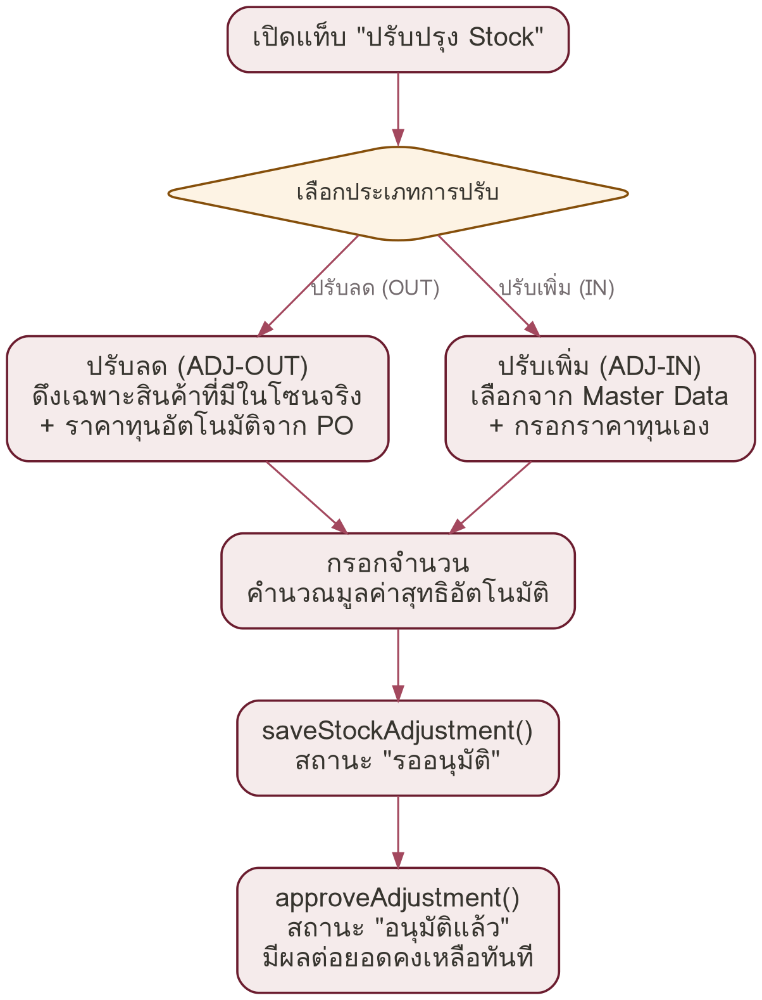 เปิดแท็บ "ปรับปรุง Stock"
เลือกประเภทการปรับ
ปรับลด (OUT)
ปรับเพิ่ม (IN)
ปรับลด (ADJ-OUT)
ดึงเฉพาะสินค้าที่มีในโซนจริง
+ ราคาทุนอัตโนมัติจาก PO
ปรับเพิ่ม (ADJ-IN)
เลือกจาก Master Data
+ กรอกราคาทุนเอง
กรอกจำนวน
คำนวณมูลค่าสุทธิอัตโนมัติ
saveStockAdjustment()
สถานะ "รออนุมัติ"
approveAdjustment()
สถานะ "อนุมัติแล้ว"
มีผลต่อยอดคงเหลือทันที